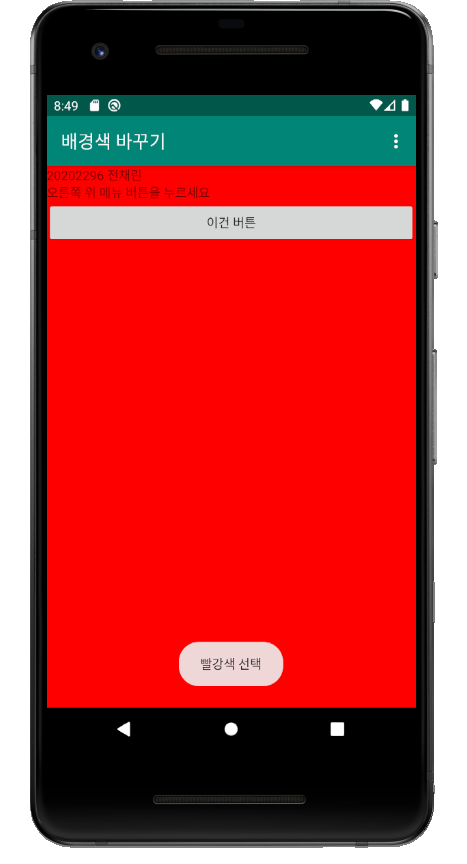 8:49
배경색 바꾸기
20202296 전재린
오른쪽 위 메뉴 버튼을 누르세요
이건 버튼
빨강색 선택